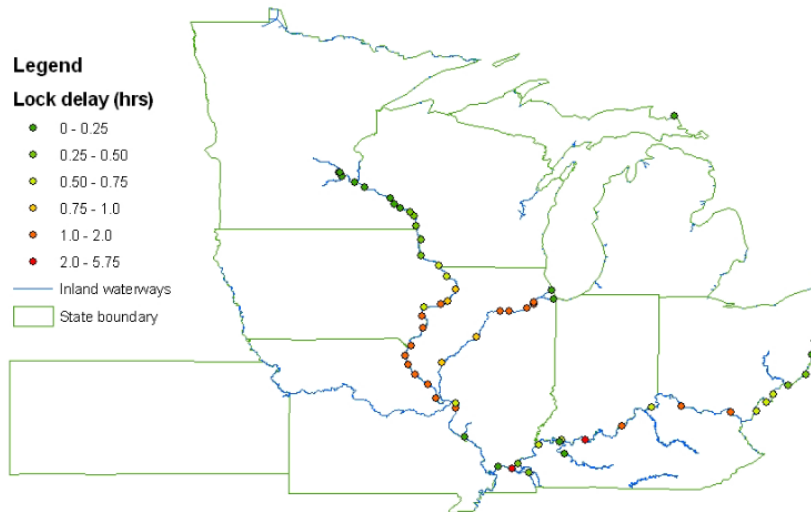 Legend
Lock delay (hrs)
0 - 0.25
0.25 - 0.50
0.50 - 0.75
0.75 - 1.0
1.0 - 2.0
2.0 - 5.75
Inland waterways
State boundary